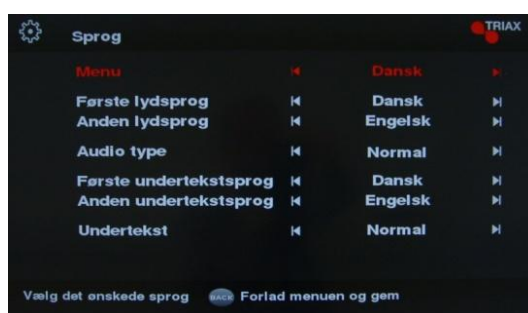 Sprog
TRIAX
Menu Dansk
Første lydsprog Dansk
Anden lydsprog Engelsk
Audio type Normal
Første undertekstsprog Dansk
Anden undertekstsprog Engelsk
Undertekst Normal
Vælg det ønskede sprog BACK Forlad menuen og gem